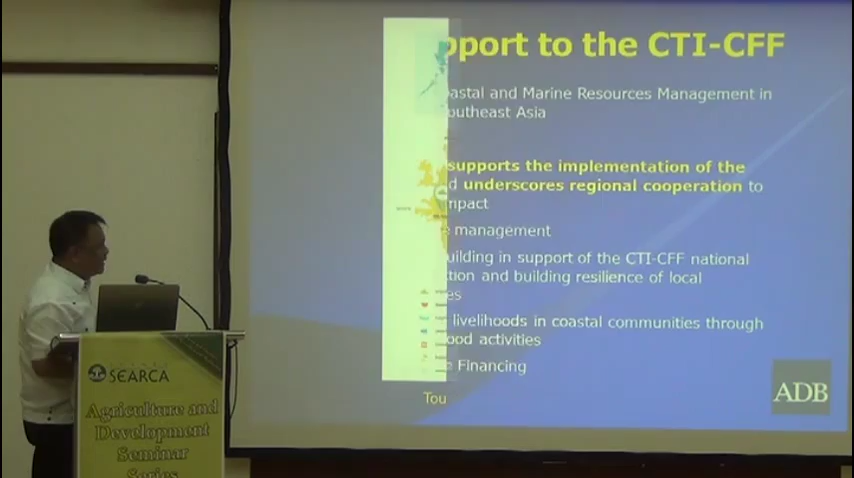 pport to the CTI-CFF
astal and Marine Resources Management in
outheast Asia
supports the implementation of the
d underscores regional cooperation to
mpact
e management
uilding in support of the CTI-CFF national
tion and building resilience of local
es
livelihoods in coastal communities through
ood activities
e Financing
Tou
ADB
SEARCA
Agriculture and
Development
Seminar
Series